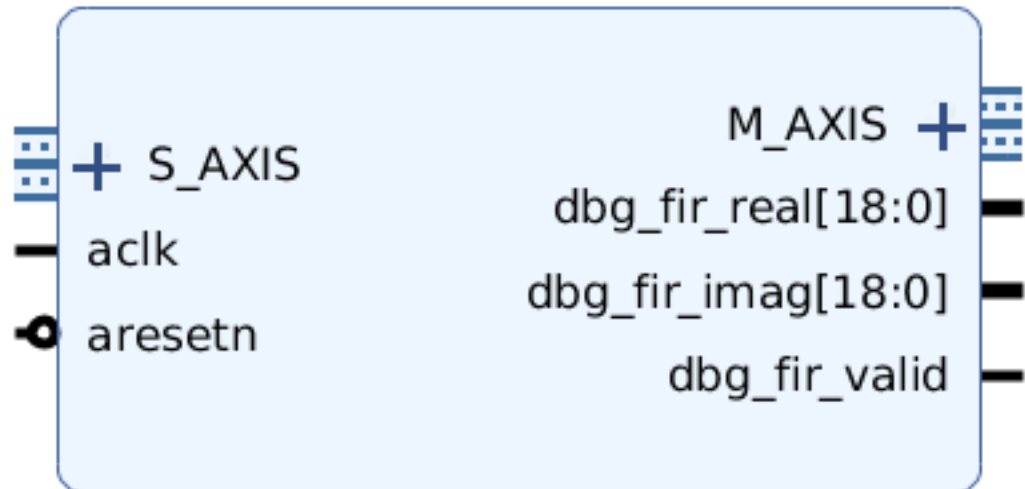 S_AXIS
aclk
aresetn
M_AXIS
dbg_fir_real[18:0]
dbg_fir_imag[18:0]
dbg_fir_valid